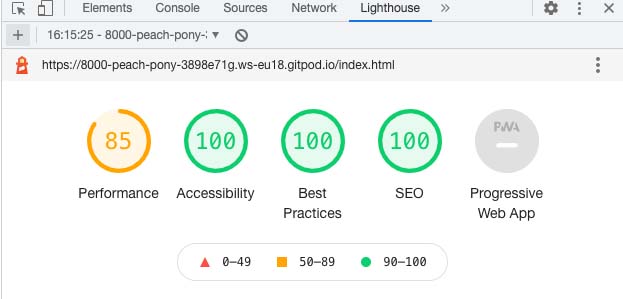 Elements Console Sources Network Lighthouse »
16:15:25 - 8000-peach-pony-
https://8000-peach-pony-3898e71g.ws-eu18.gitpod.io/index.html
85 100 100 100 PWA
Performance Accessibility Best Practices SEO Progressive Web App
0–49 50–89 90–100